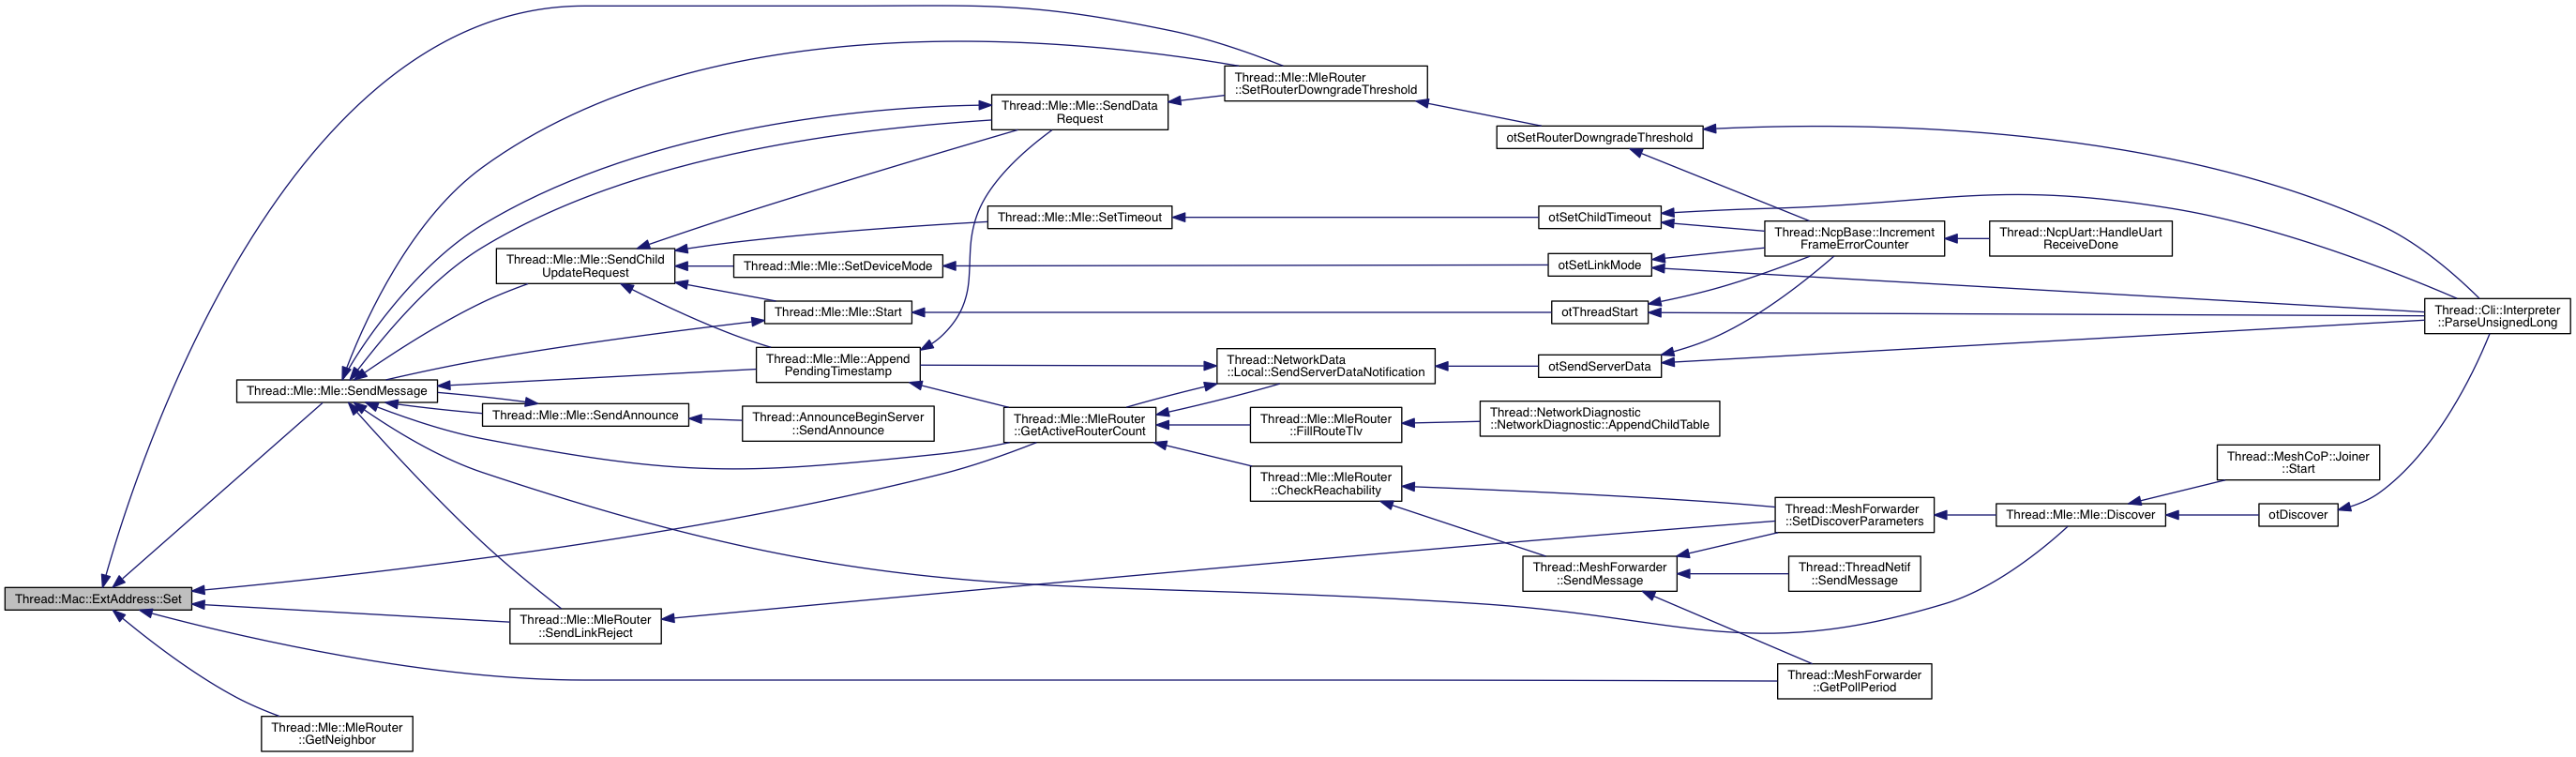 Thread::Mac::ExtAddress::Set
Thread::Mle::Mle::SendMessage
Thread::Mle::MleRouter
::GetNeighbor
Thread::Mle::Mle::SendChild
UpdateRequest
Thread::Mle::Mle::SendAnnounce
Thread::Mle::MleRouter
::SendLinkReject
Thread::Mle::Mle::SetDeviceMode
Thread::Mle::Mle::Start
Thread::Mle::Mle::Append
PendingTimestamp
Thread::AnnounceBeginServer
::SendAnnounce
Thread::Mle::Mle::SendData
Request
Thread::Mle::Mle::SetTimeout
Thread::Mle::MleRouter
::GetActiveRouterCount
Thread::Mle::MleRouter
::SetRouterDowngradeThreshold
Thread::NetworkData
::Local::SendServerDataNotification
Thread::Mle::MleRouter
::FillRouteTlv
Thread::Mle::MleRouter
::CheckReachability
otSetRouterDowngradeThreshold
otSetChildTimeout
otSetLinkMode
otThreadStart
otSendServerData
Thread::NetworkDiagnostic
::NetworkDiagnostic::AppendChildTable
Thread::MeshForwarder
::SendMessage
Thread::NcpBase::Increment
FrameErrorCounter
Thread::MeshForwarder
::SetDiscoverParameters
Thread::ThreadNetif
::SendMessage
Thread::MeshForwarder
::GetPollPeriod
Thread::NcpUart::HandleUart
ReceiveDone
Thread::Mle::Mle::Discover
Thread::MeshCoP::Joiner
::Start
otDiscover
Thread::Cli::Interpreter
::ParseUnsignedLong